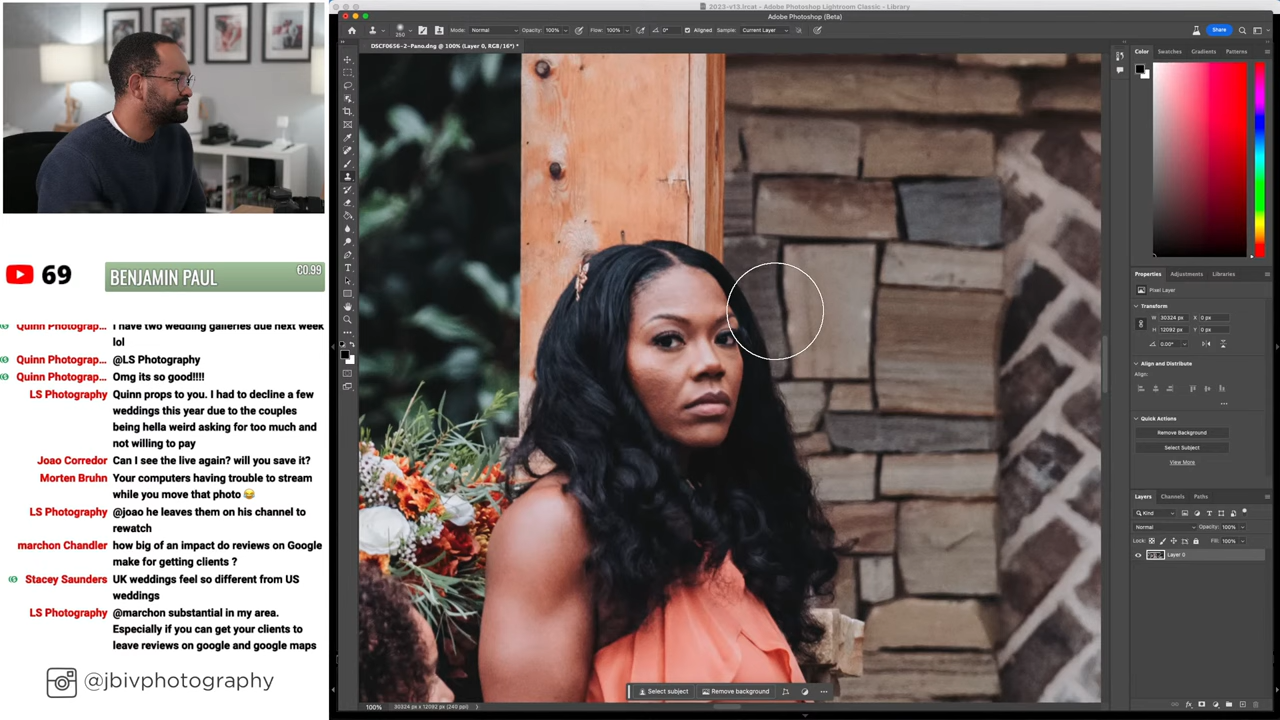 2023-v13.lrcat - Adobe Photoshop Lightroom Classic - Library
Adobe Photoshop (Beta)
250
Mode: Normal
Opacity: 100%
Flow: 100%
0°
Aligned
Sample: Current Layer
Share
DSCF0656-2-Pano.dng @ 100% (Layer 0, RGB/16*) *
69
BENJAMIN PAUL
€0.99
Quinn Photograp... I have two wedding galleries due next week
lol
Quinn Photograp... @LS Photography
Quinn Photograp... Omg its so good!!!!
LS Photography Quinn props to you. I had to decline a few
weddings this year due to the couples
being hella weird asking for too much and
not willing to pay
Joao Corredor Can I see the live again? will you save it?
Morten Bruhn Your computers having trouble to stream
while you move that photo 😂
LS Photography @joao he leaves them on his channel to
rewatch
marchon Chandler how big of an impact do reviews on Google
make for getting clients ?
Stacey Saunders UK weddings feel so different from US
weddings
LS Photography @marchon substantial in my area.
Especially if you can get your clients to
leave reviews on google and google maps
@jbivphotography
Color
Swatches
Gradients
Patterns
Properties
Adjustments
Libraries
Pixel Layer
Transform
W 30324 px
X 0 px
H 12092 px
Y 0 px
0.00°
Align and Distribute
Align:
Quick Actions
Remove Background
Select Subject
View More
Layers
Channels
Paths
Kind
Normal
Opacity: 100%
Lock:
Fill: 100%
Layer 0
Select subject
Remove background
100%
30324 px x 12092 px (240 ppi)